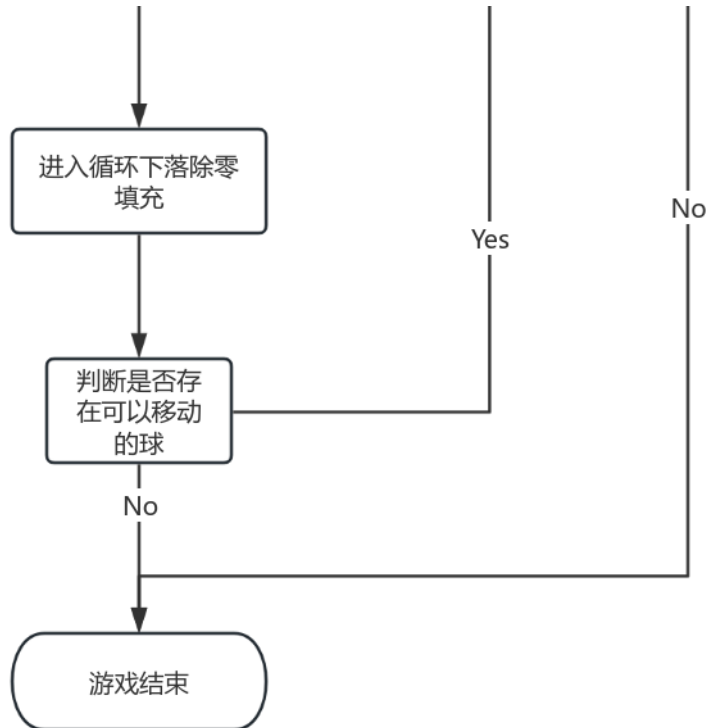 进入循环下落除零
填充
No
Yes
判断是否存
在可以移动
的球
No
游戏结束